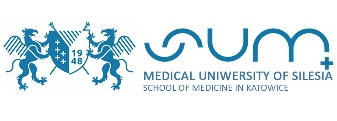 19
48
sum
MEDICAL UNIWERSITY OF SILESIA
SCHOOL OF MEDICINE IN KATOWICE